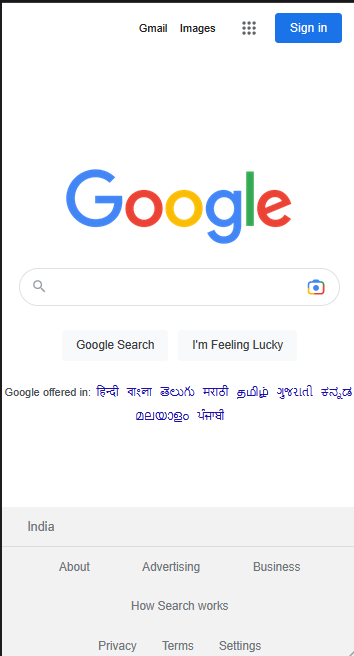 Gmail Images Sign in
Google
Google Search I'm Feeling Lucky
Google offered in: हिन्दी বাংলা తెలుగు मराठी தமிழ் ગુજરાતી ಕನ್ನಡ
മലയാളം ਪੰਜਾਬੀ
India
About Advertising Business
How Search works
Privacy Terms Settings